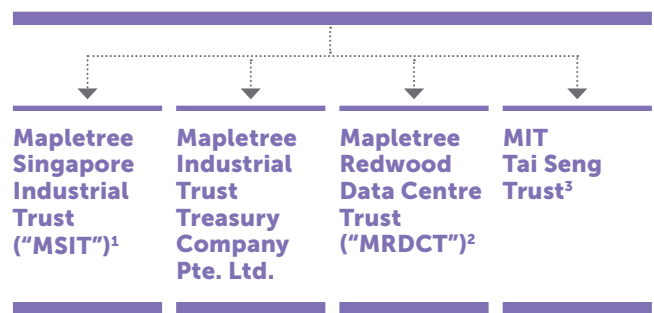 Mapletree
Singapore
Industrial
Trust
(“MSIT”)¹
Mapletree
Industrial
Trust
Treasury
Company
Pte. Ltd.
Mapletree
Redwood
Data Centre
Trust
(“MRDCT”)²
MIT
Tai Seng
Trust³